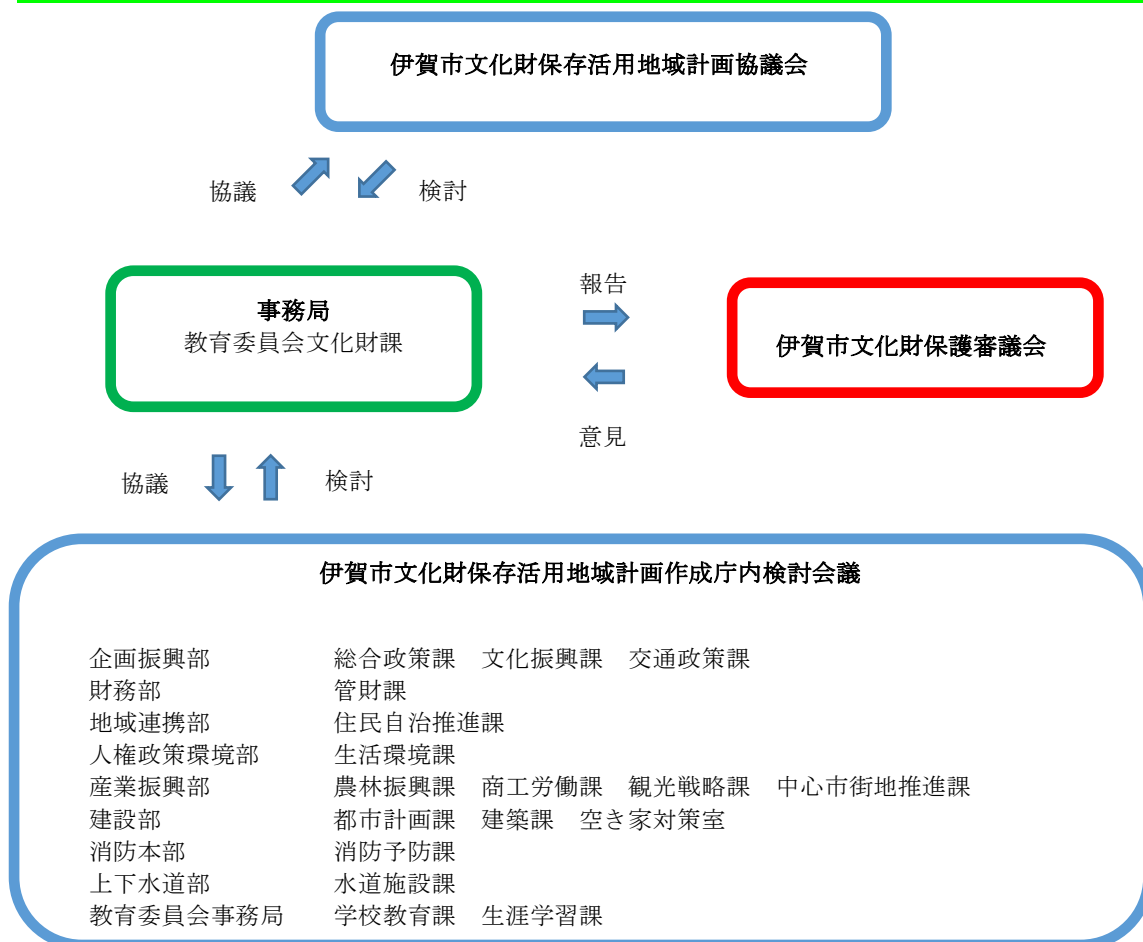 伊賀市文化財保存活用地域計画協議会
協議 検討
事務局
教育委員会文化財課
報告
意見
伊賀市文化財保護審議会
協議 検討
伊賀市文化財保存活用地域計画作成庁内検討会議
企画振興部 総合政策課 文化振興課 交通政策課
財務部 管財課
地域連携部 住民自治推進課
人権政策環境部 生活環境課
産業振興部 農林振興課 商工労働課 観光戦略課 中心市街地推進課
建設部 都市計画課 建築課 空き家対策室
消防本部 消防予防課
上下水道部 水道施設課
教育委員会事務局 学校教育課 生涯学習課